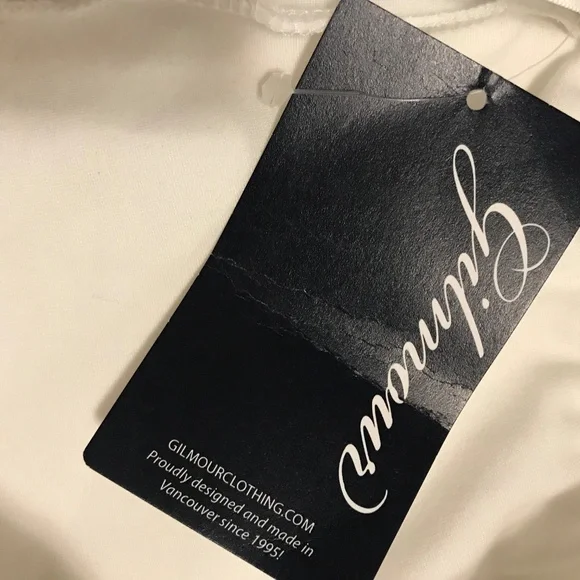 Gilmour
GILMOURCLOTHING.COM
Proudly designed and made in
Vancouver since 1995!